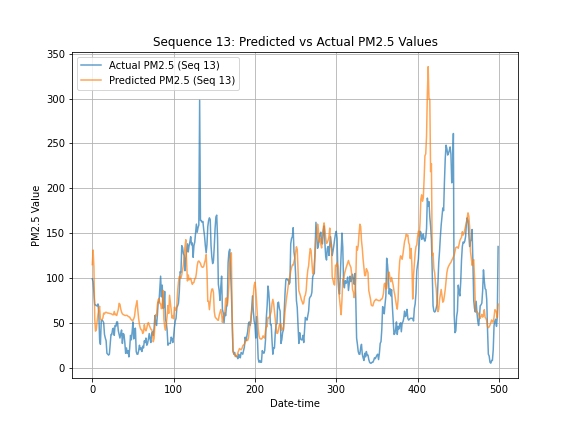 Sequence 13: Predicted vs Actual PM2.5 Values
Actual PM2.5 (Seq 13)
Predicted PM2.5 (Seq 13)
PM2.5 Value
350
300
250
200
150
100
50
0
0 100 200 300 400 500
Date-time